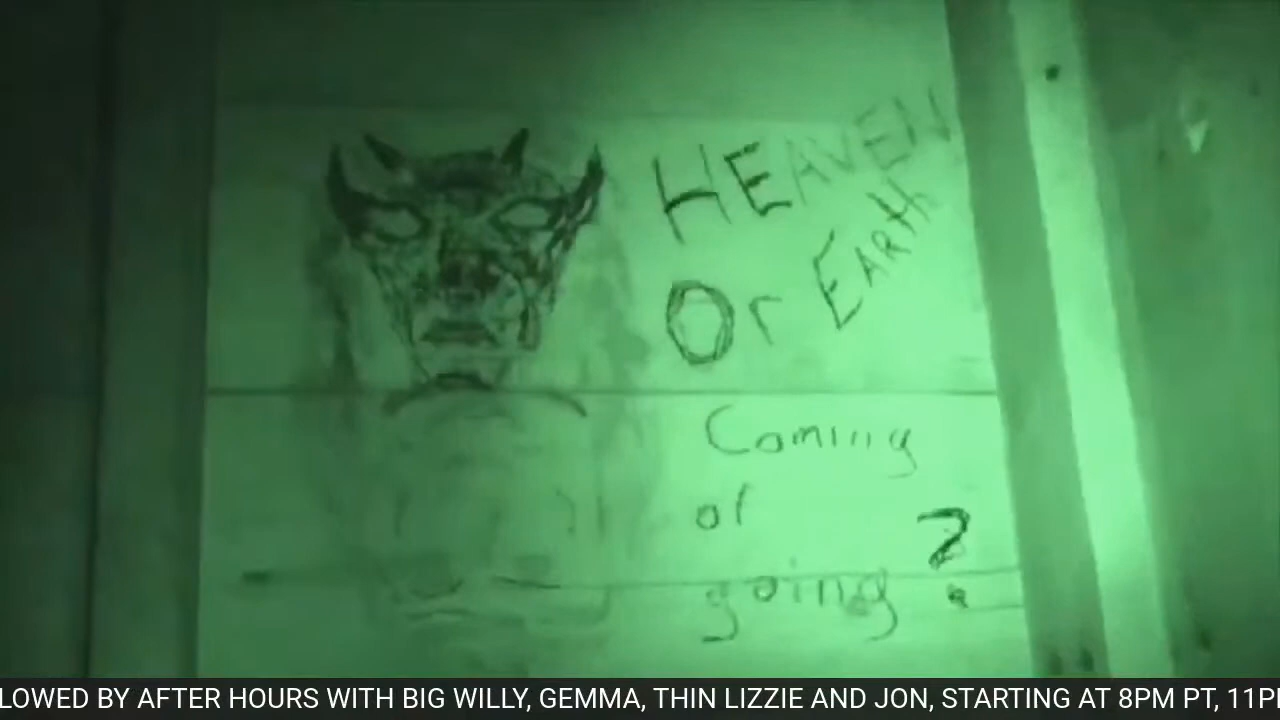 HEAVEN
Or EARTH
Coming
or
going ?
LOWED BY AFTER HOURS WITH BIG WILLY, GEMMA, THIN LIZZIE AND JON, STARTING AT 8PM PT, 11P